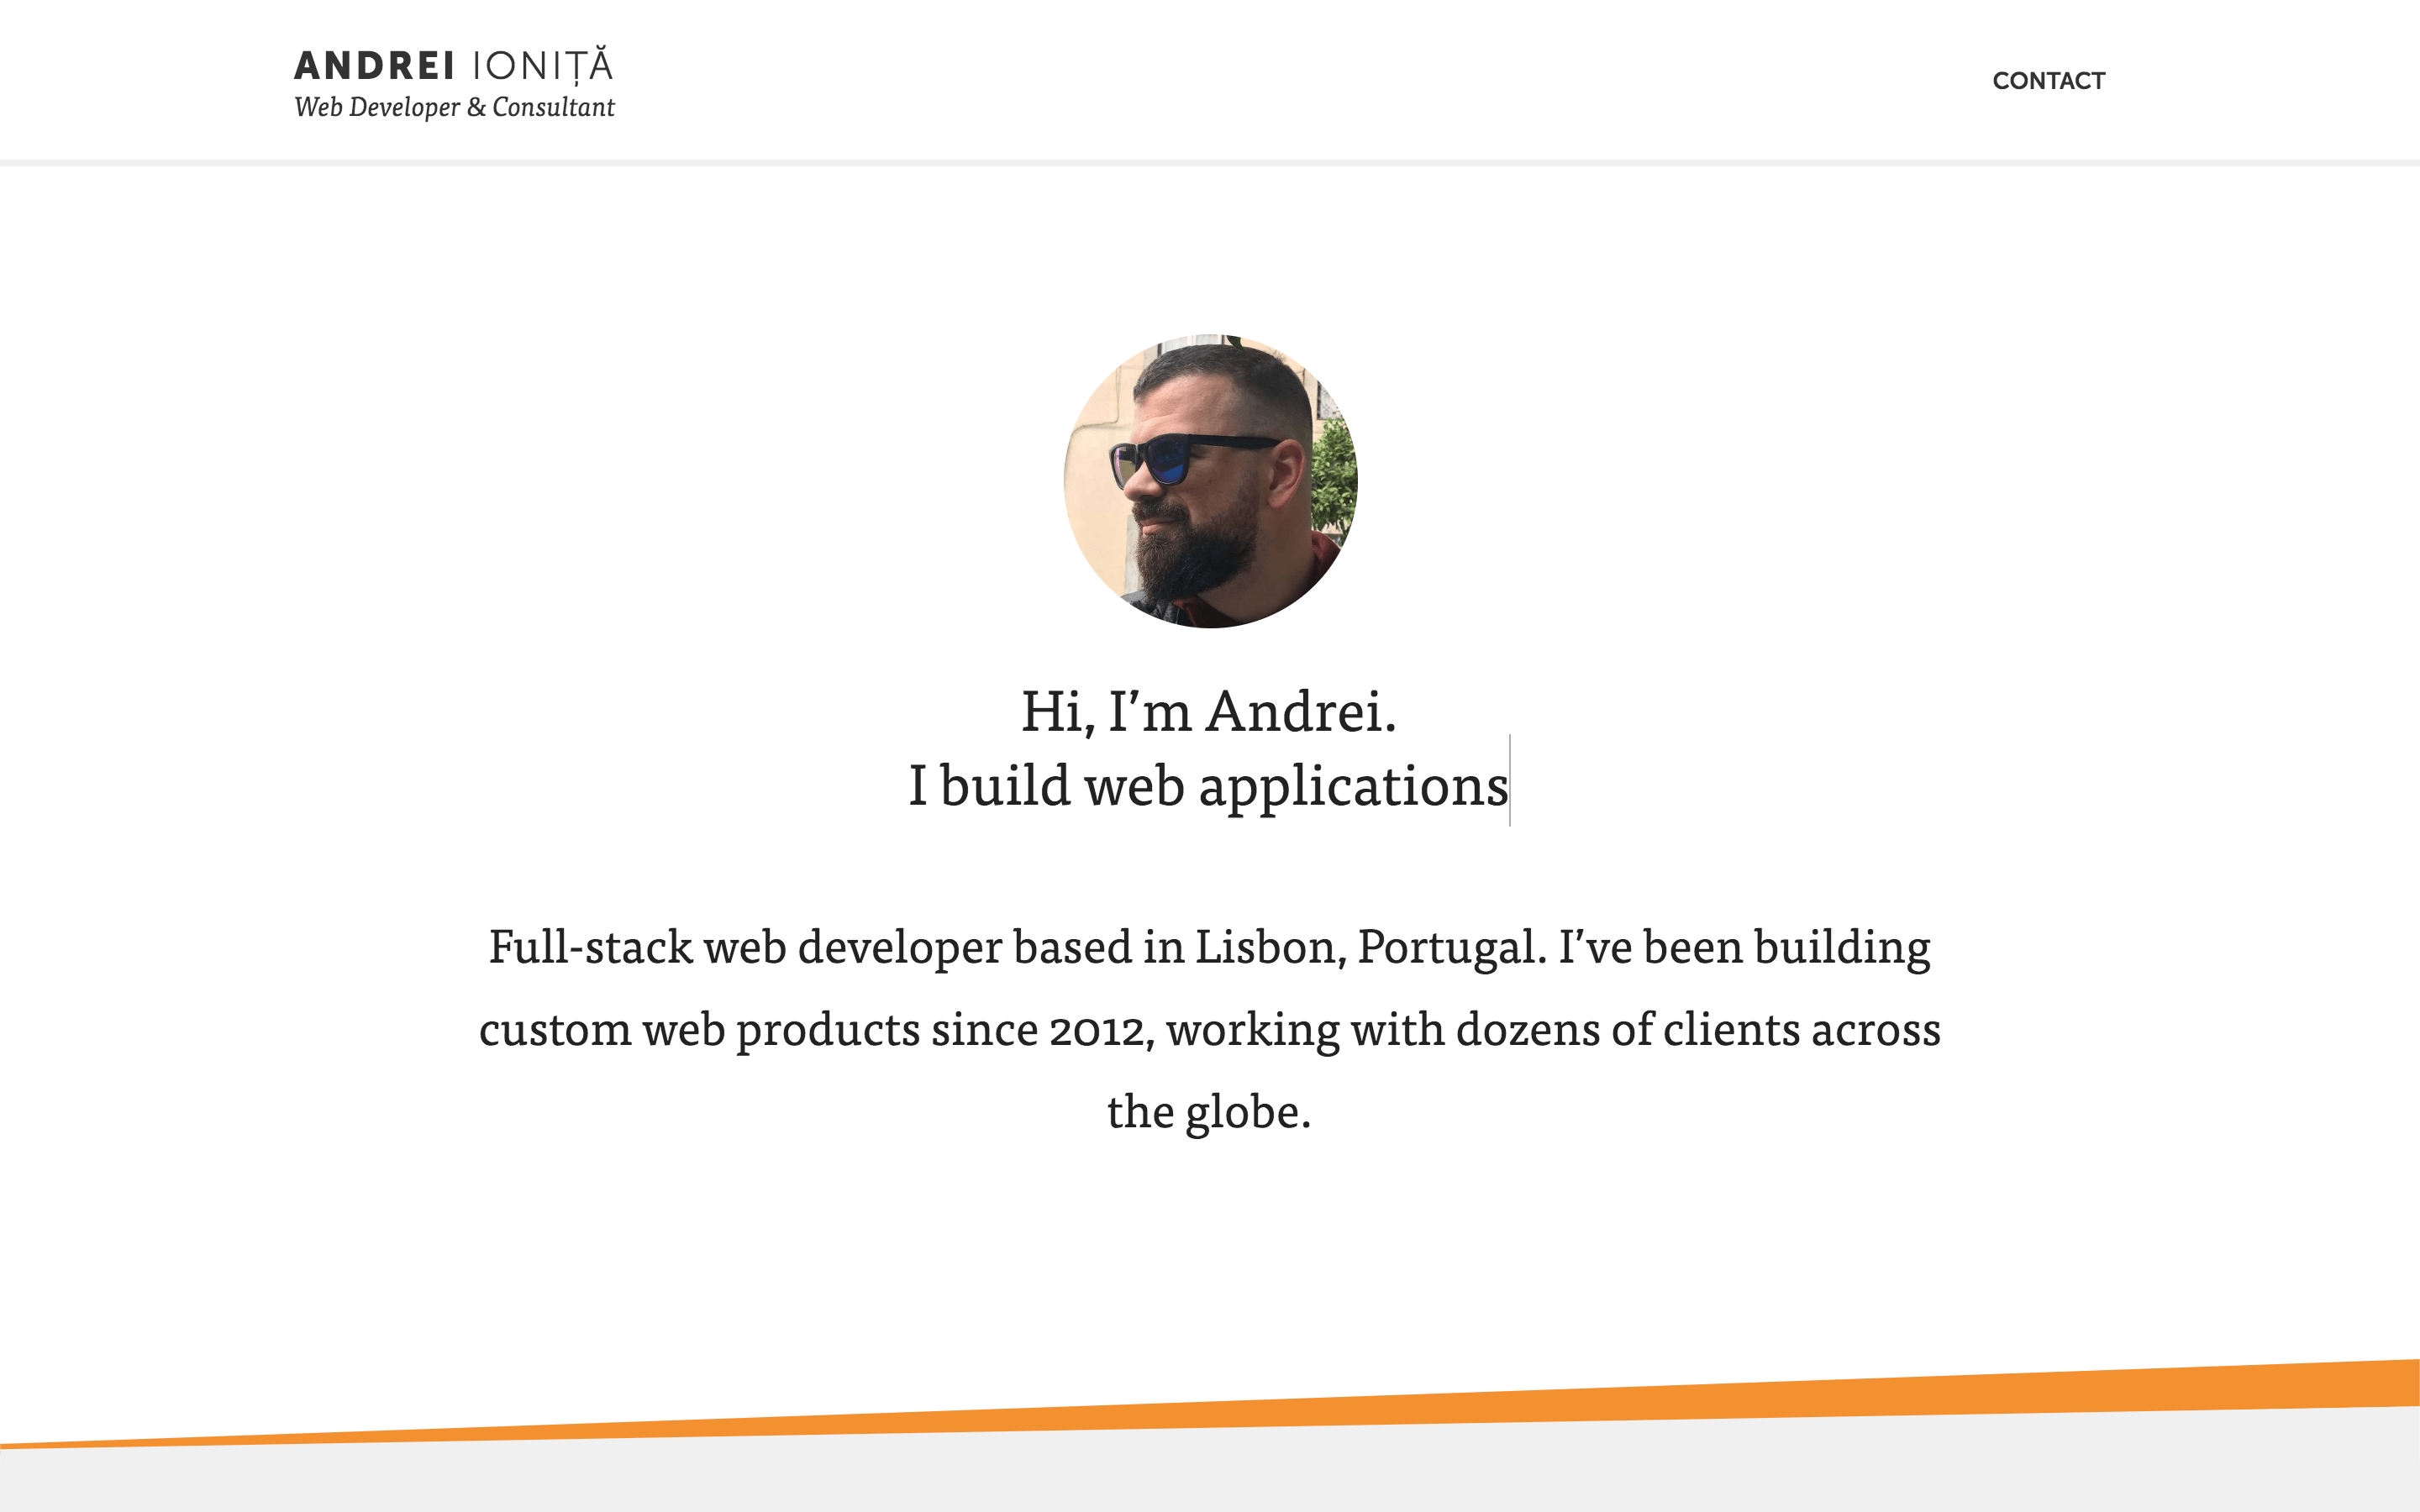 ANDREI IONIȚĂ
Web Developer & Consultant
CONTACT
Hi, I’m Andrei.
I build web applications
Full-stack web developer based in Lisbon, Portugal. I’ve been building
custom web products since 2012, working with dozens of clients across
the globe.